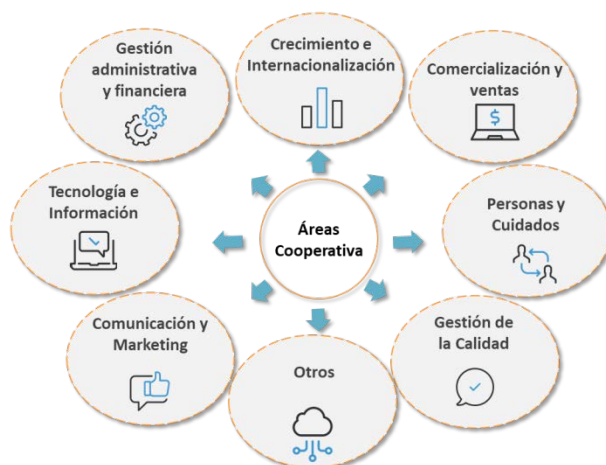 Gestión
administrativa
y financiera
Crecimiento e
Internacionalización
Comercialización y
ventas
$
Tecnología e
Información
Áreas
Cooperativa
Personas y
Cuidados
Comunicación y
Marketing
Otros
Gestión de
la Calidad